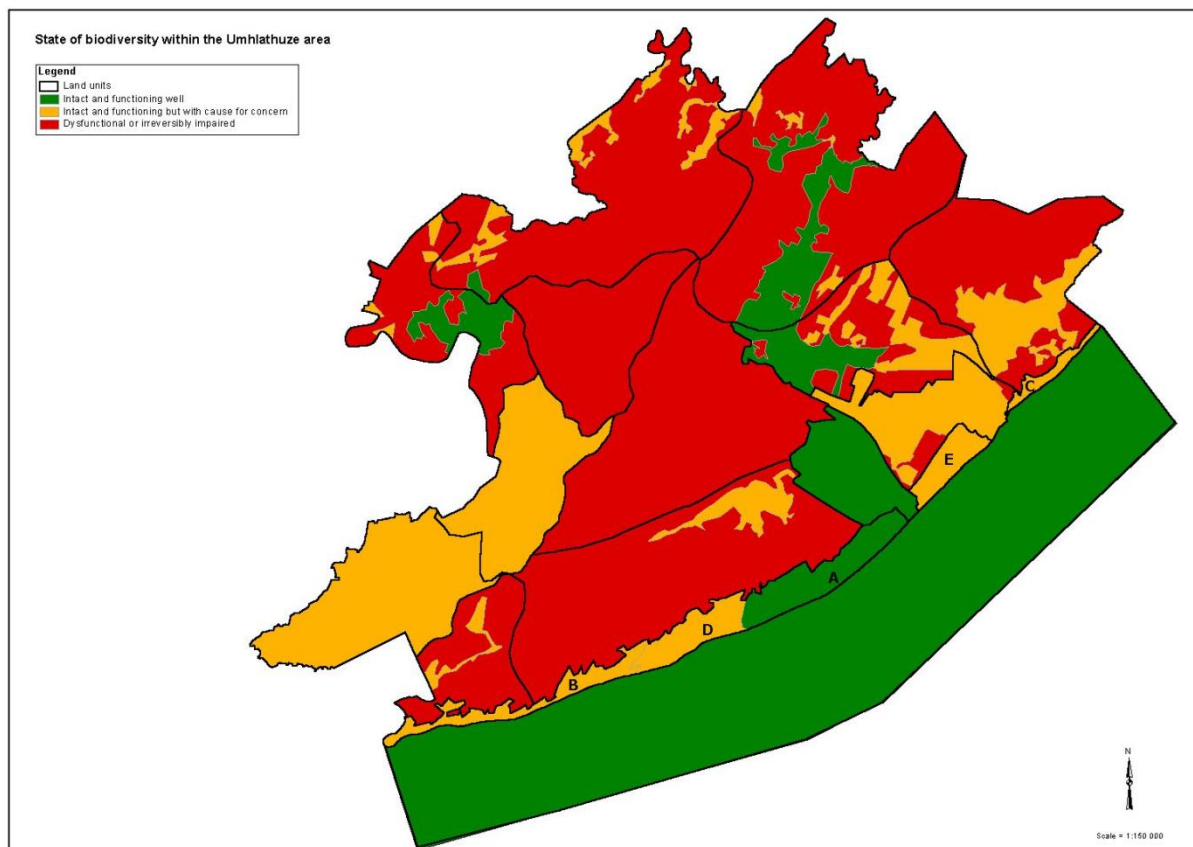 State of biodiversity within the Umhlathuze area
Legend
Land units
Intact and functioning well
Intact and functioning but with cause for concern
Dysfunctional or irreversibly impaired
C
E
A
D
B
N
Scale = 1:150 000